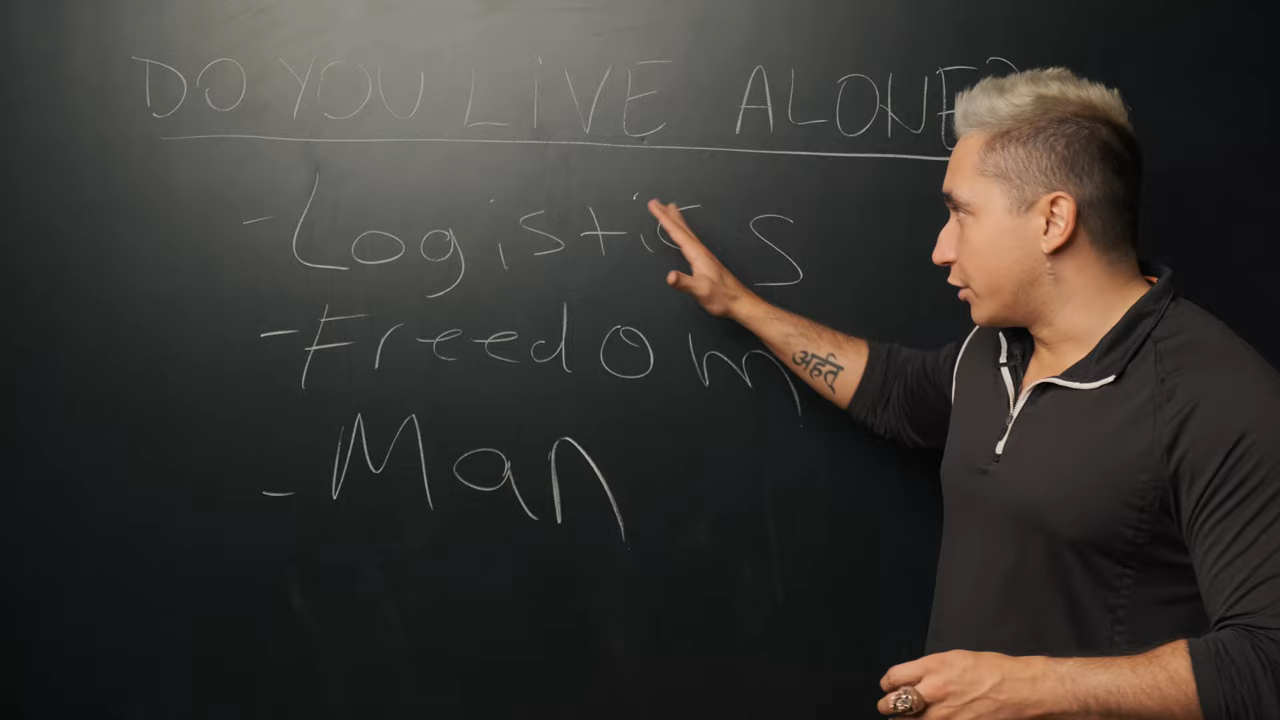 DO YOU LIVE ALONE?
- Logistics
- Freedom
- Man
अर्हत्